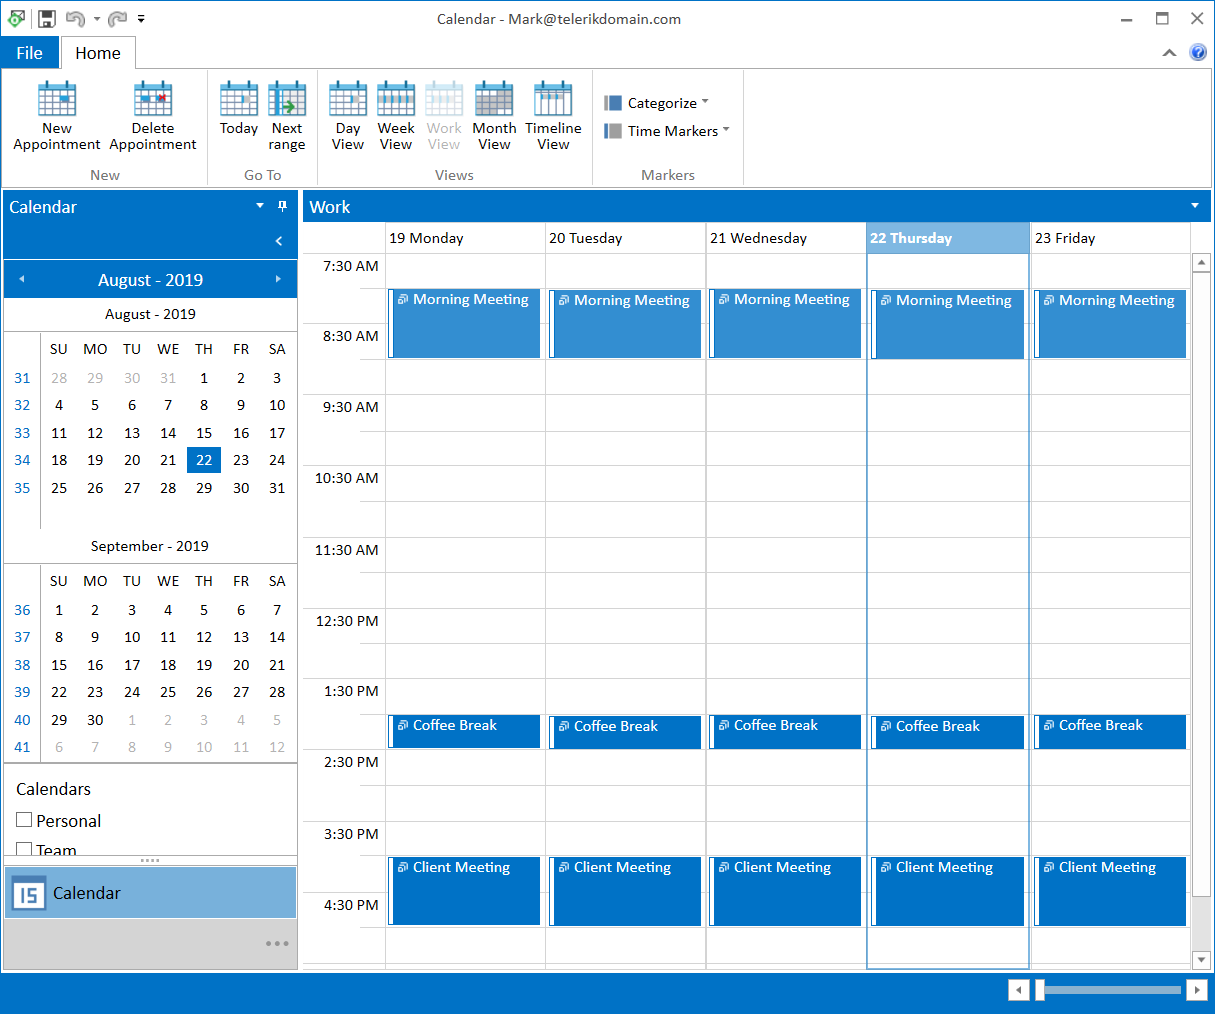 Calendar - Mark@telerikdomain.com
File Home
New Appointment
Delete Appointment
New
Today
Next range
Go To
Day View
Week View
Work View
Month View
Timeline View
Views
Categorize
Time Markers
Markers
Calendar
August - 2019
August - 2019
SU MO TU WE TH FR SA
31 28 29 30 31 1 2 3
32 4 5 6 7 8 9 10
33 11 12 13 14 15 16 17
34 18 19 20 21 22 23 24
35 25 26 27 28 29 30 31
September - 2019
SU MO TU WE TH FR SA
36 1 2 3 4 5 6 7
37 8 9 10 11 12 13 14
38 15 16 17 18 19 20 21
39 22 23 24 25 26 27 28
40 29 30 1 2 3 4 5
41 6 7 8 9 10 11 12
Calendars
Personal
Team
15 Calendar
Work
19 Monday 20 Tuesday 21 Wednesday 22 Thursday 23 Friday
7:30 AM
Morning Meeting Morning Meeting Morning Meeting Morning Meeting Morning Meeting
8:30 AM
9:30 AM
10:30 AM
11:30 AM
12:30 PM
1:30 PM
Coffee Break Coffee Break Coffee Break Coffee Break Coffee Break
2:30 PM
3:30 PM
Client Meeting Client Meeting Client Meeting Client Meeting Client Meeting
4:30 PM